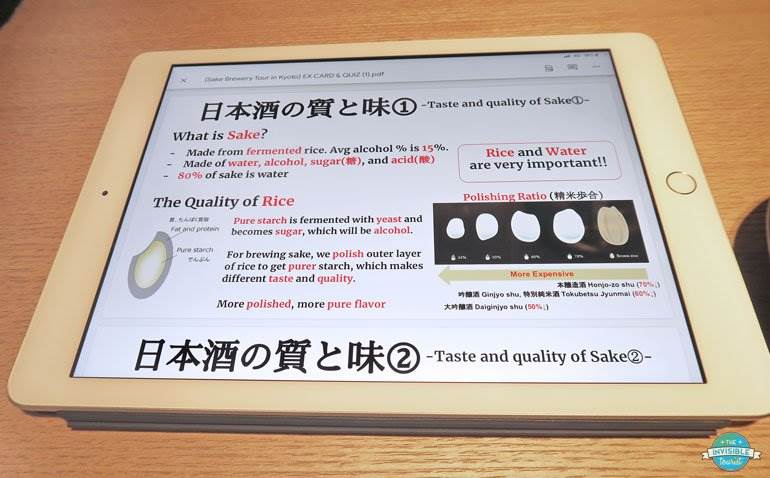 [Sake Brewery Tour in Kyoto] EX CARD & QUIZ (1).pdf
日本酒の質と味① -Taste and quality of Sake①-
What is Sake?
- Made from fermented rice. Avg alcohol % is 15%.
- Made of water, alcohol, sugar(糖), and acid(酸)
- 80% of sake is water
Rice and Water
are very important!!
The Quality of Rice
Fat and protein
Pure starch
でんぷん
Pure starch is fermented with yeast and
becomes sugar, which will be alcohol.
For brewing sake, we polish outer layer
of rice to get purer starch, which makes
different taste and quality.
More polished, more pure flavor
Polishing Ratio (精米歩合)
More Expensive
本醸造酒 Honjo-zo shu (70%↓)
吟醸酒 Ginjyo shu, 特別純米酒 Tokubetsu Jyunmai (60%↓)
大吟醸酒 Daiginjyo shu (50%↓)
日本酒の質と味② -Taste and quality of Sake②-
THE
INVISIBLE
tourist